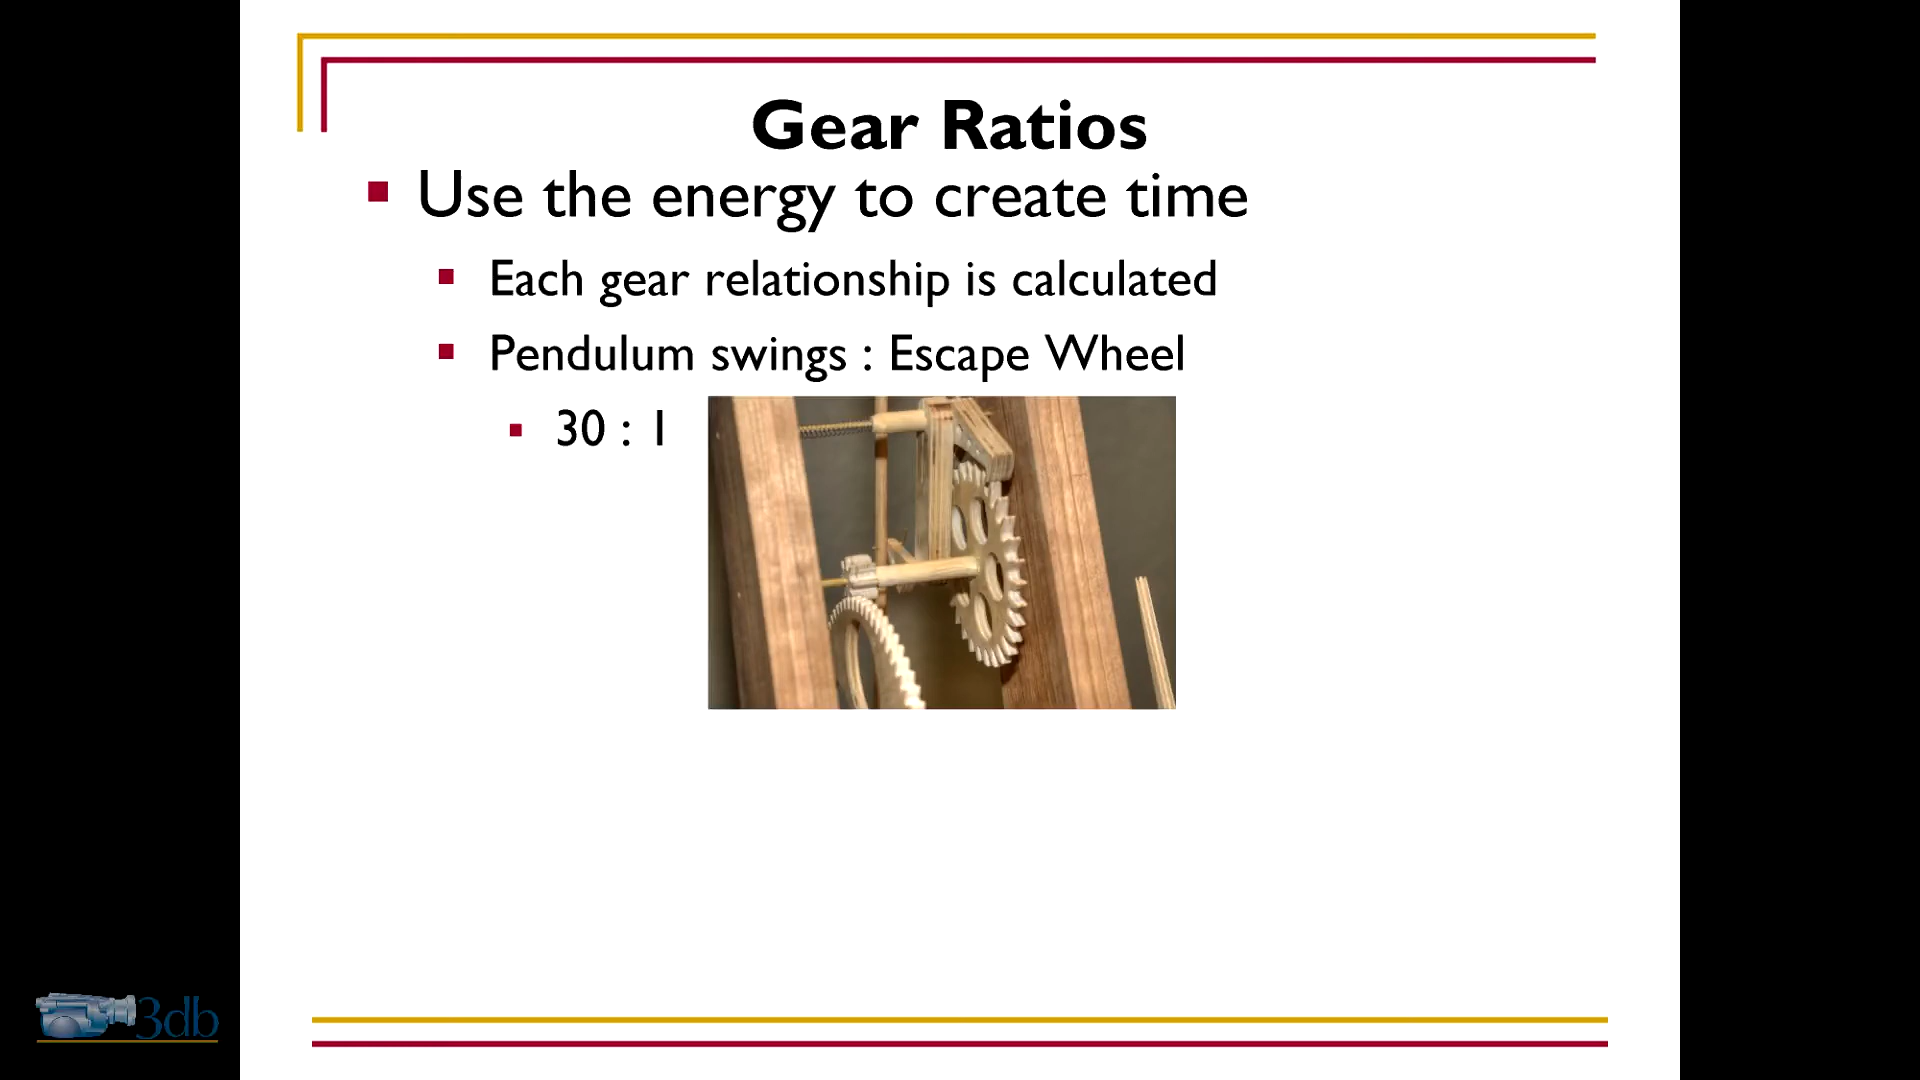 Gear Ratios
Use the energy to create time
Each gear relationship is calculated
Pendulum swings : Escape Wheel
30 : 1
3db